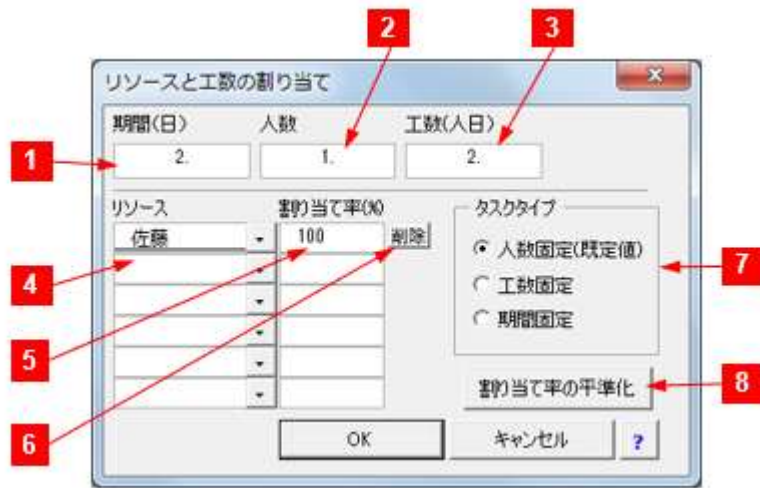 2
3
リソースと工数の割り当て
期間(日)
人数
工数(人日)
1
2.
1.
2.
リソース
割り当て率(%)
タスクタイプ
佐藤
100
削除
人数固定(既定値)
7
4
工数固定
期間固定
5
割り当て率の平準化
8
6
OK
キャンセル
?